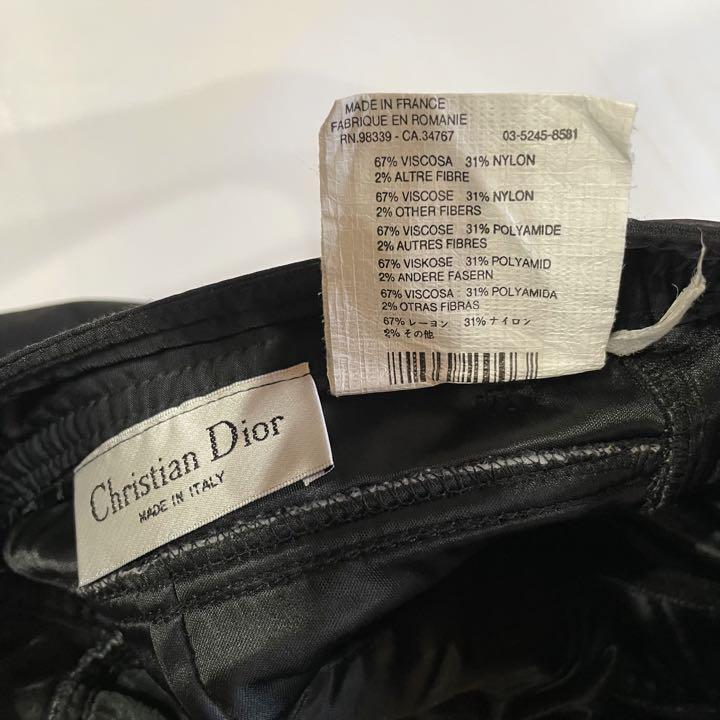 MADE IN FRANCE
FABRIQUE EN ROMANIE
RN.98339 - CA.34767 03-5245-8581
67% VISCOSA 31% NYLON
2% ALTRE FIBRE
67% VISCOSE 31% NYLON
2% OTHER FIBERS
67% VISCOSE 31% POLYAMIDE
2% AUTRES FIBRES
67% VISKOSE 31% POLYAMID
2% ANDERE FASERN
67% VISCOSA 31% POLYAMIDA
2% OTRAS FIBRAS
67% レーヨン 31% ナイロン
2% その他
Christian Dior
MADE IN ITALY